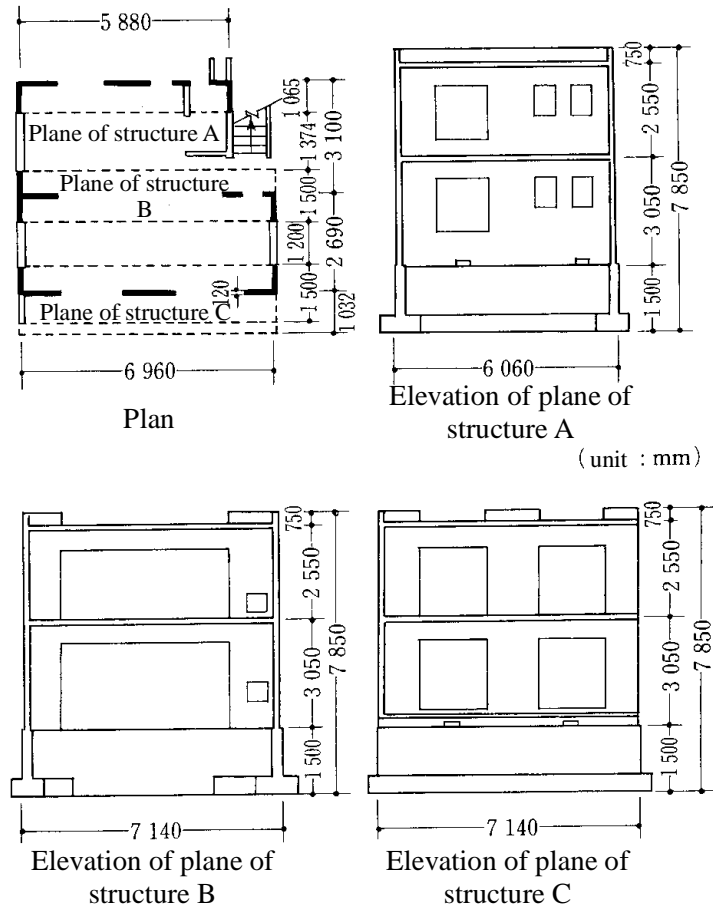 5 880
Plane of structure A
Plane of structure
B
Plane of structure C
1 065
1 374
3 100
1 500
1 200
2 690
1 500
120
1 032
6 960
Plan
750
2 550
3 050
7 850
1 500
6 060
Elevation of plane of
structure A
(unit : mm)
750
2 550
3 050
7 850
1 500
7 140
Elevation of plane of
structure B
750
2 550
3 050
7 850
1 500
7 140
Elevation of plane of
structure C